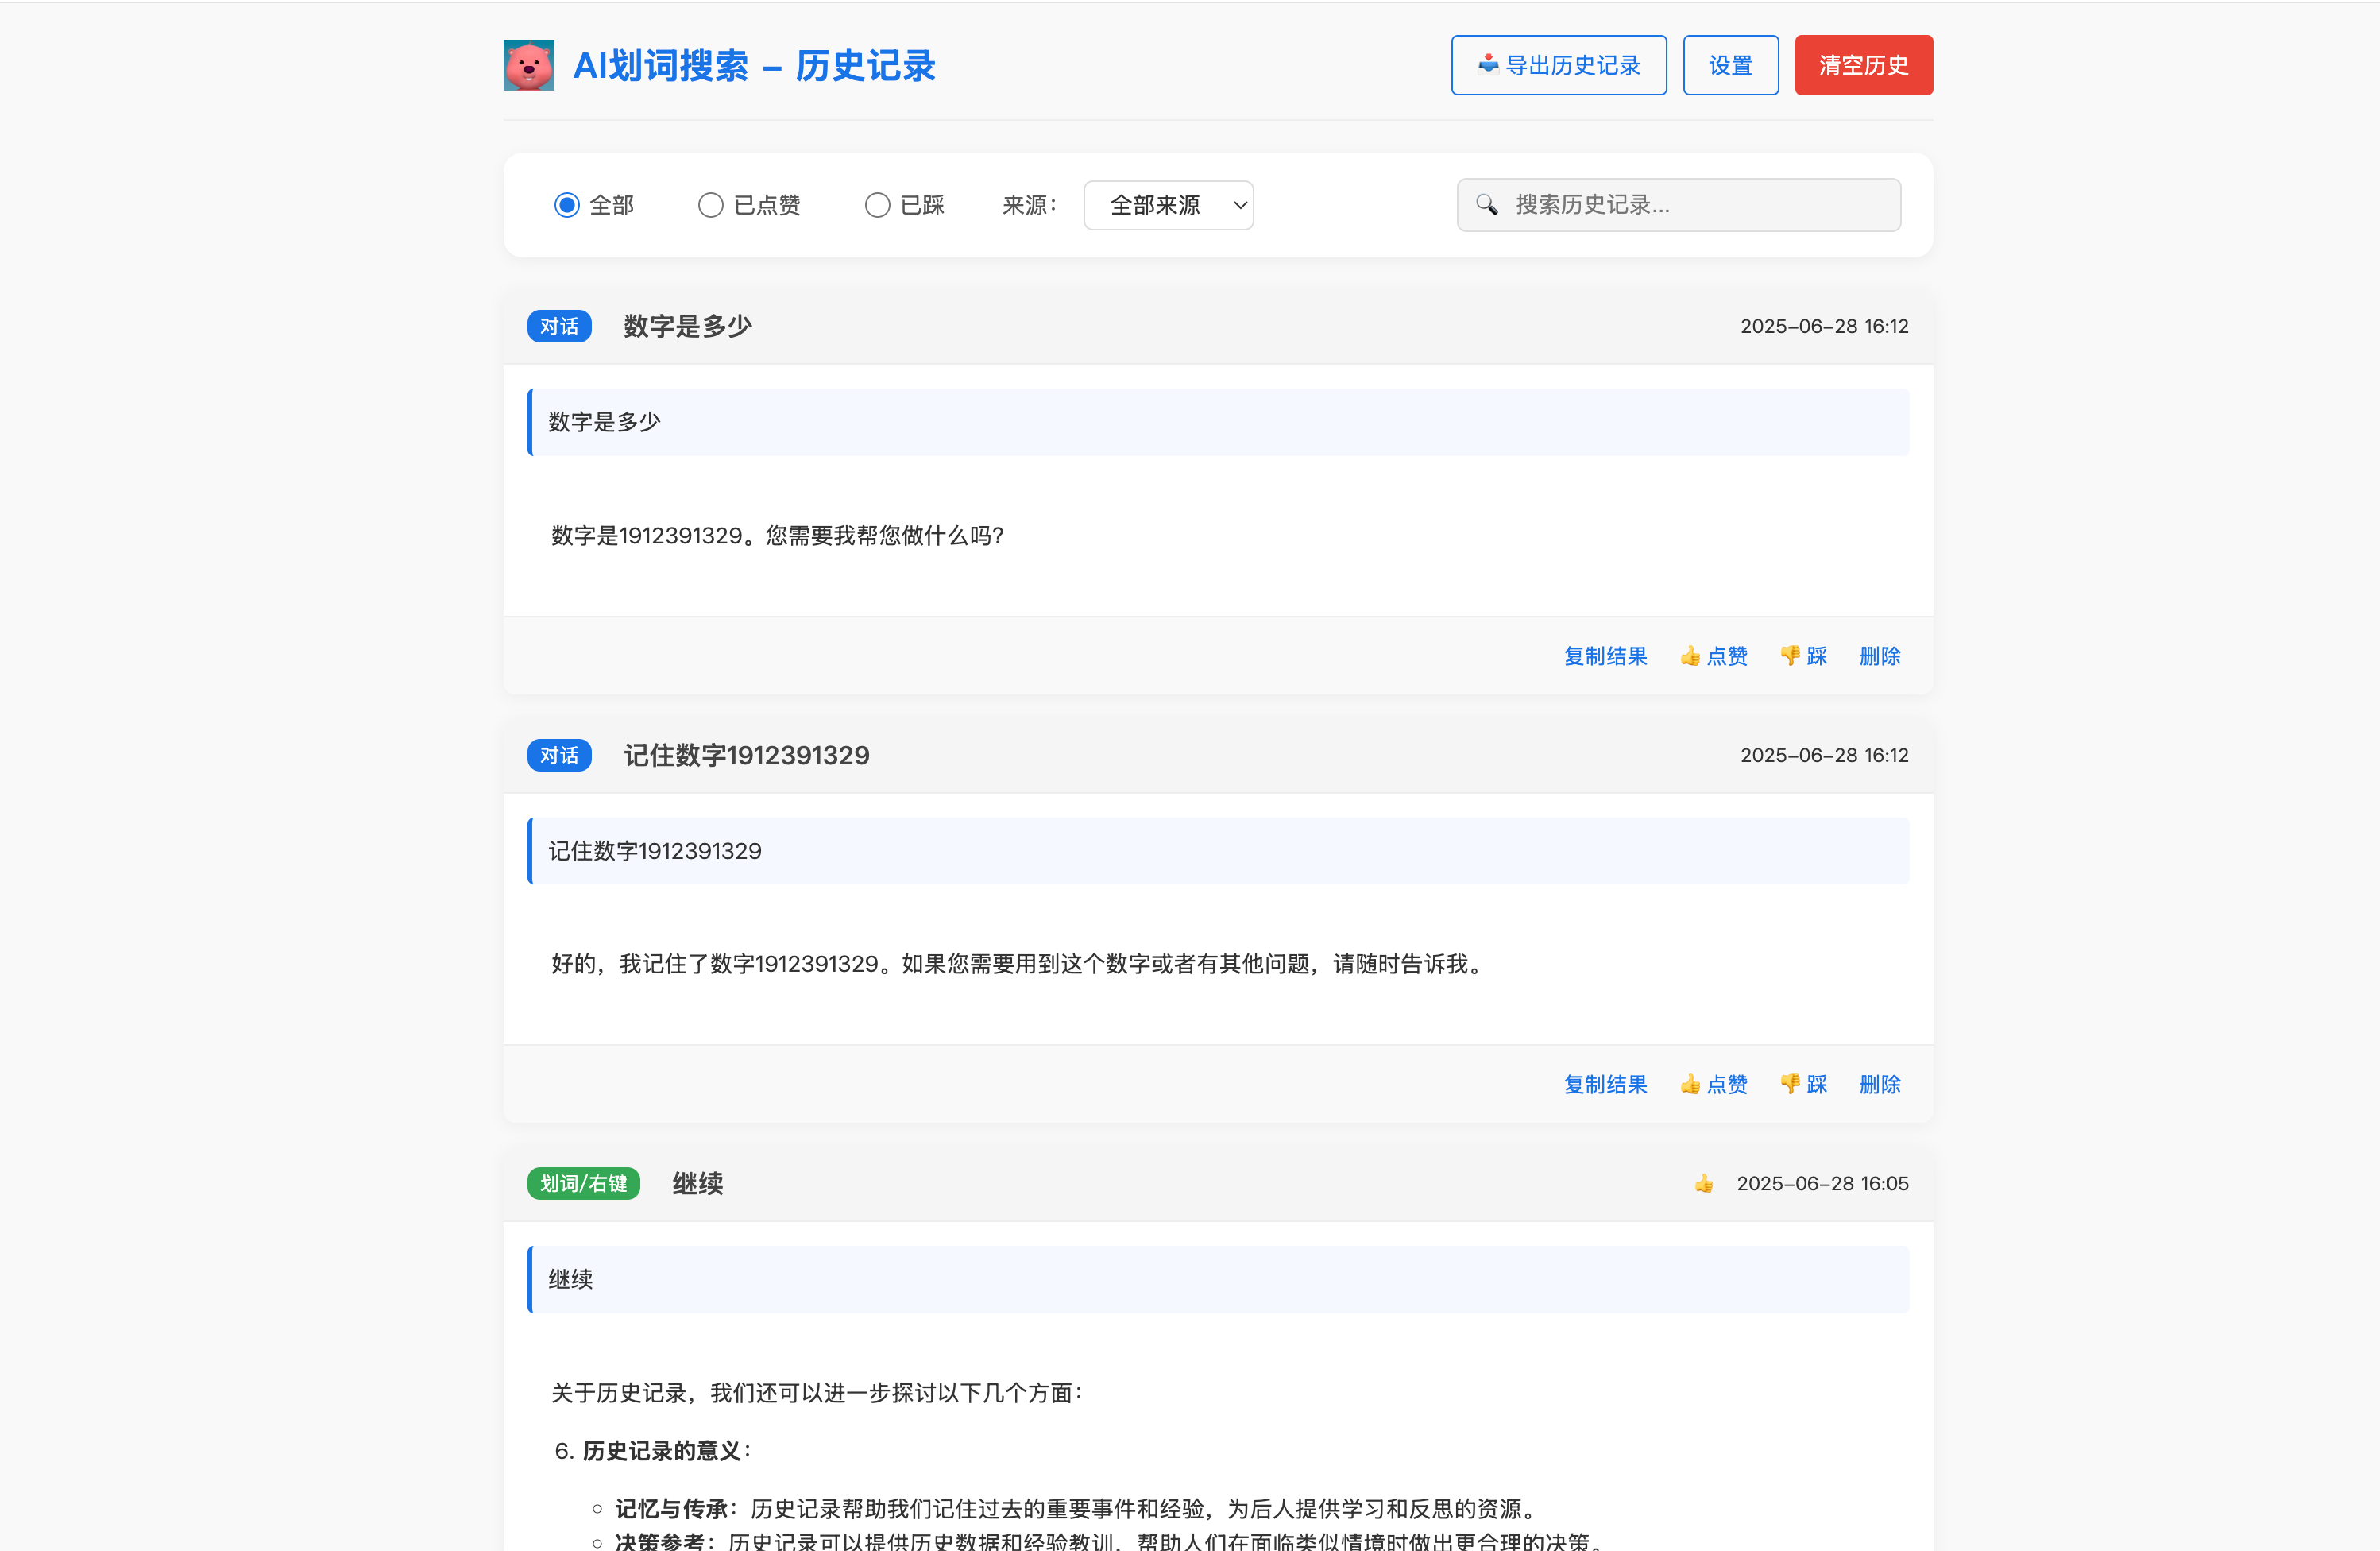 AI划词搜索 – 历史记录
导出历史记录
设置
清空历史
全部
已点赞
已踩
来源：
全部来源
搜索历史记录...
对话 数字是多少 2025-06-28 16:12
数字是多少
数字是1912391329。您需要我帮您做什么吗?
复制结果 👍 点赞 👎 踩 删除
对话 记住数字1912391329 2025-06-28 16:12
记住数字1912391329
好的，我记住了数字1912391329。如果您需要用到这个数字或者有其他问题，请随时告诉我。
复制结果 👍 点赞 👎 踩 删除
划词/右键 继续 👍 2025-06-28 16:05
继续
关于历史记录，我们还可以进一步探讨以下几个方面：
6. 历史记录的意义：
○ 记忆与传承：历史记录帮助我们记住过去的重要事件和经验，为后人提供学习和反思的资源。
○ 决策参考：历史记录可以提供历史数据和经验教训，帮助人们在面临类似情境时做出更合理的决策。